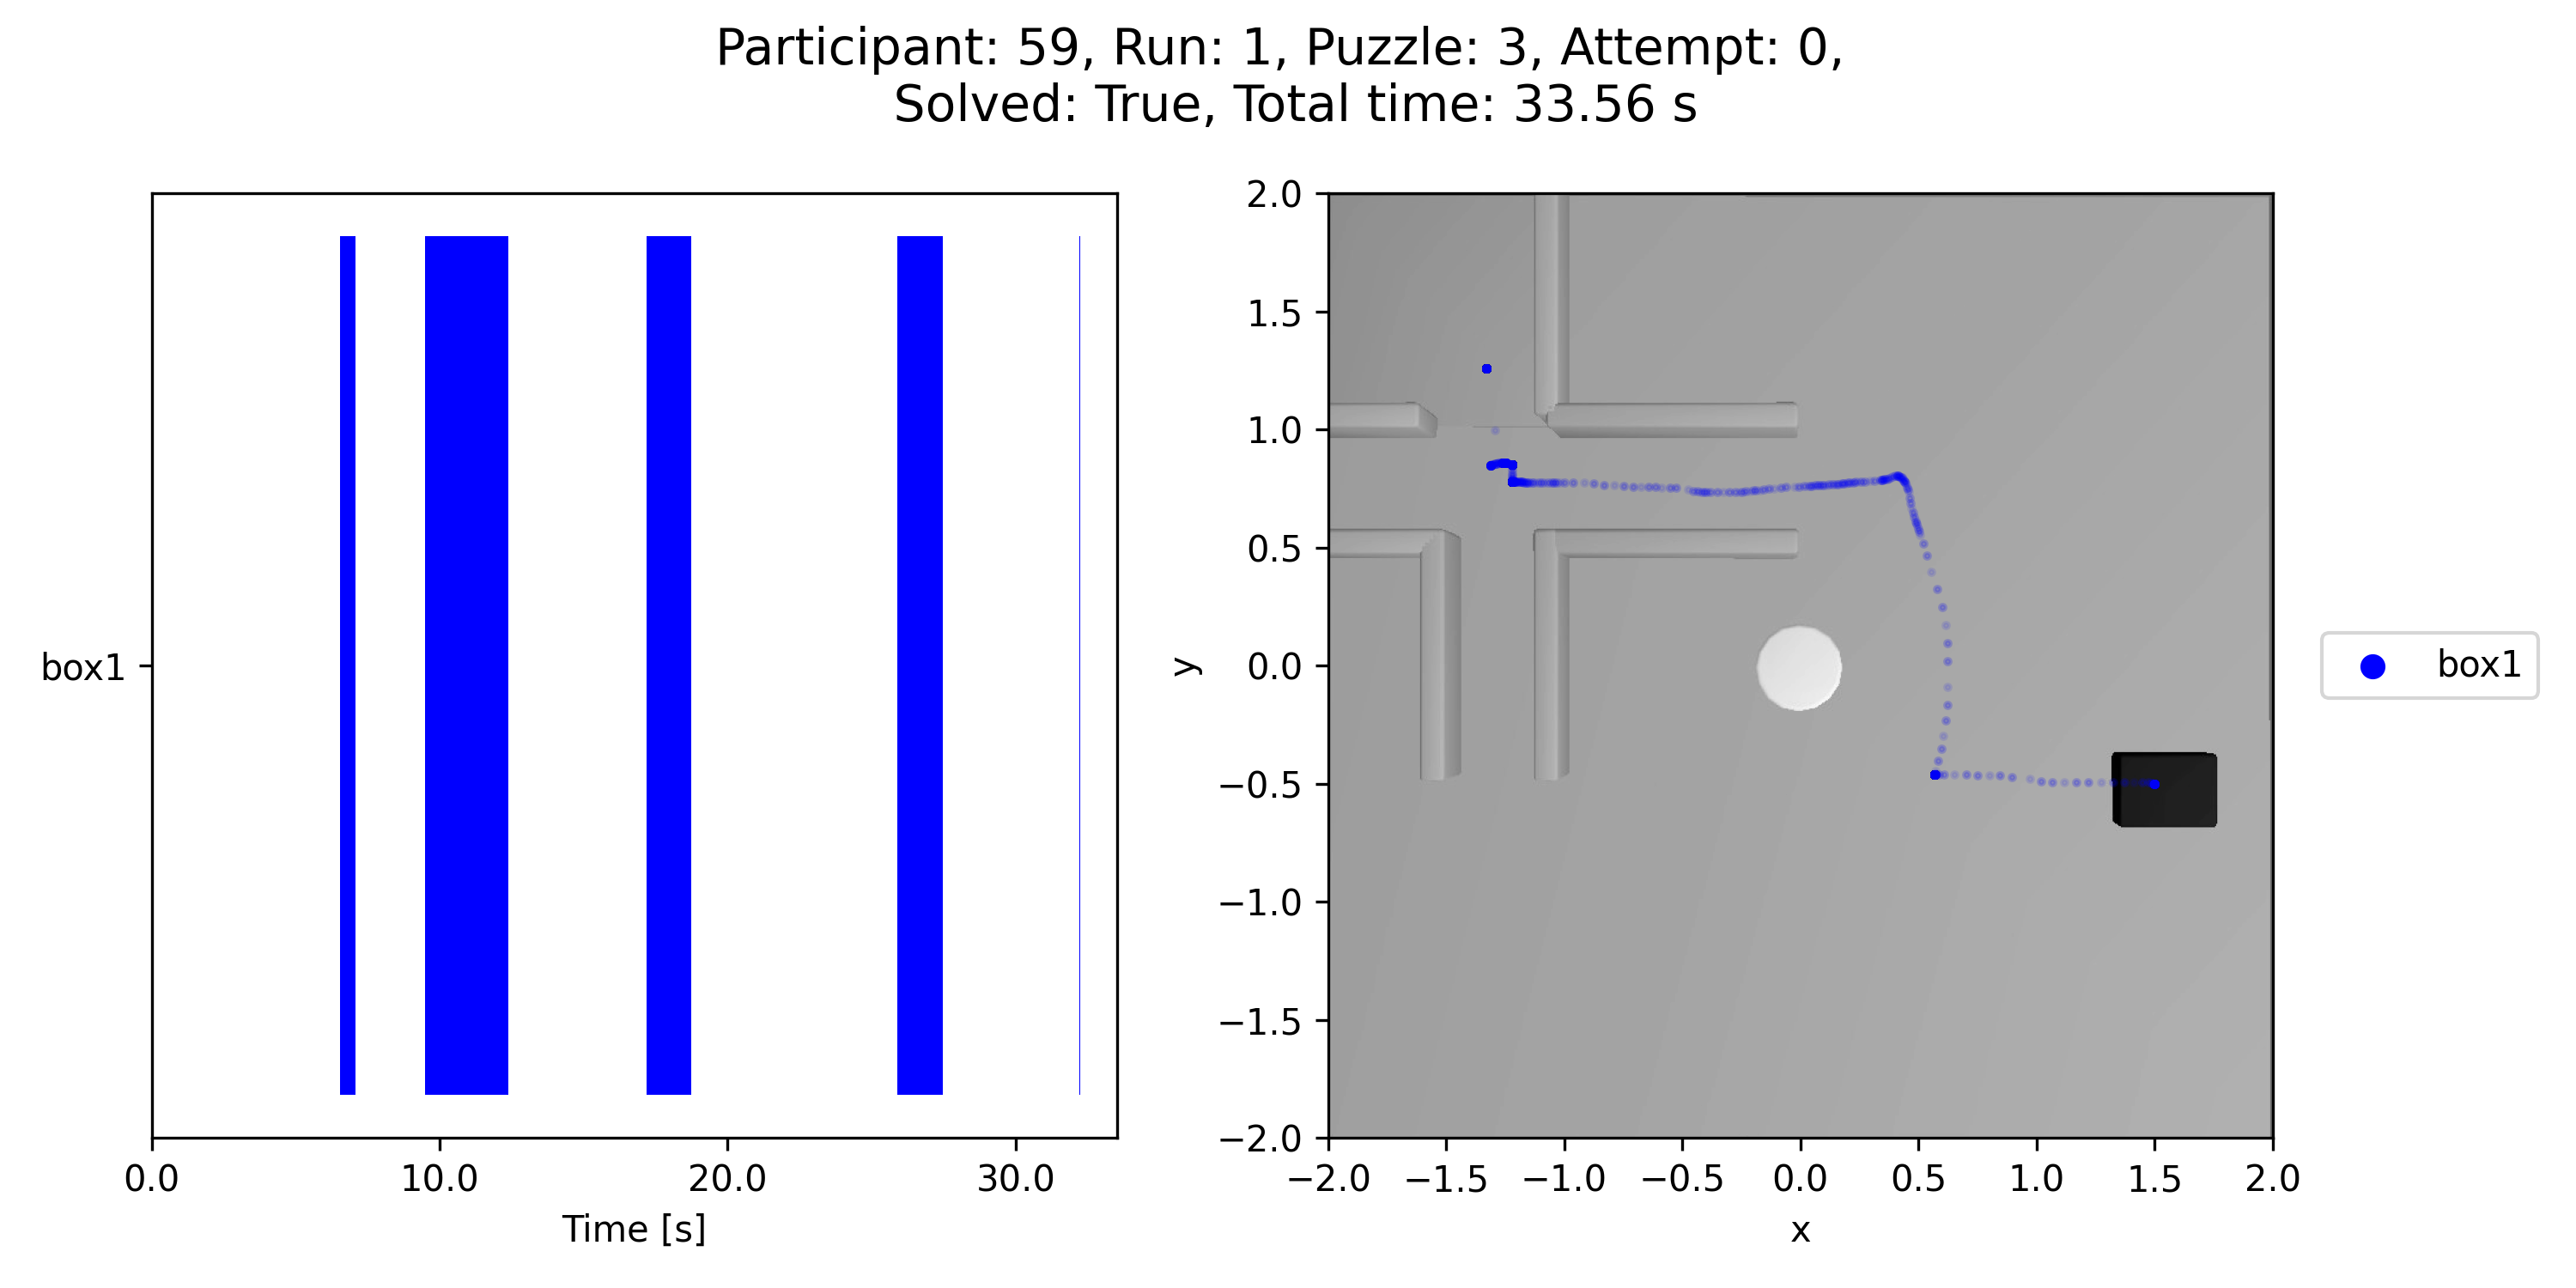 Participant: 59, Run: 1, Puzzle: 3, Attempt: 0,
Solved: True, Total time: 33.56 s
box1
0.0 10.0 20.0 30.0
Time [s]
2.0
1.5
1.0
0.5
0.0
−0.5
−1.0
−1.5
−2.0
y
−2.0 −1.5 −1.0 −0.5 0.0 0.5 1.0 1.5 2.0
x
box1